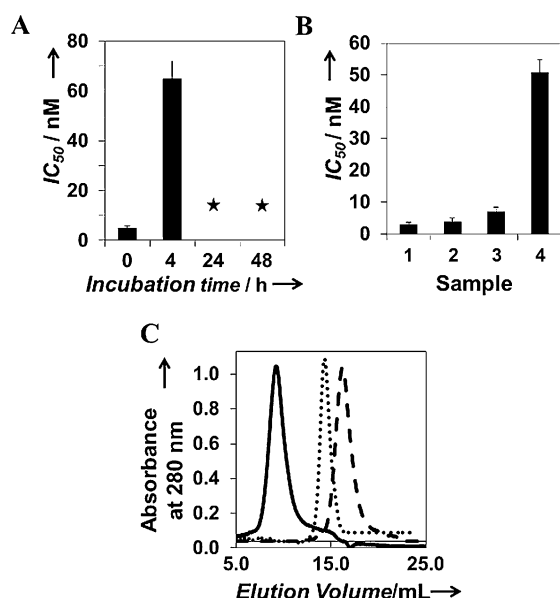 A
80
60
40
20
0
IC50 / nM
0 4 24 48
Incubation time / h
B
60
50
40
30
20
10
0
IC50 / nM
1 2 3 4
Sample
C
1.0
0.8
0.6
0.4
0.2
0.0
Absorbance
at 280 nm
5.0 15.0 25.0
Elution Volume/mL